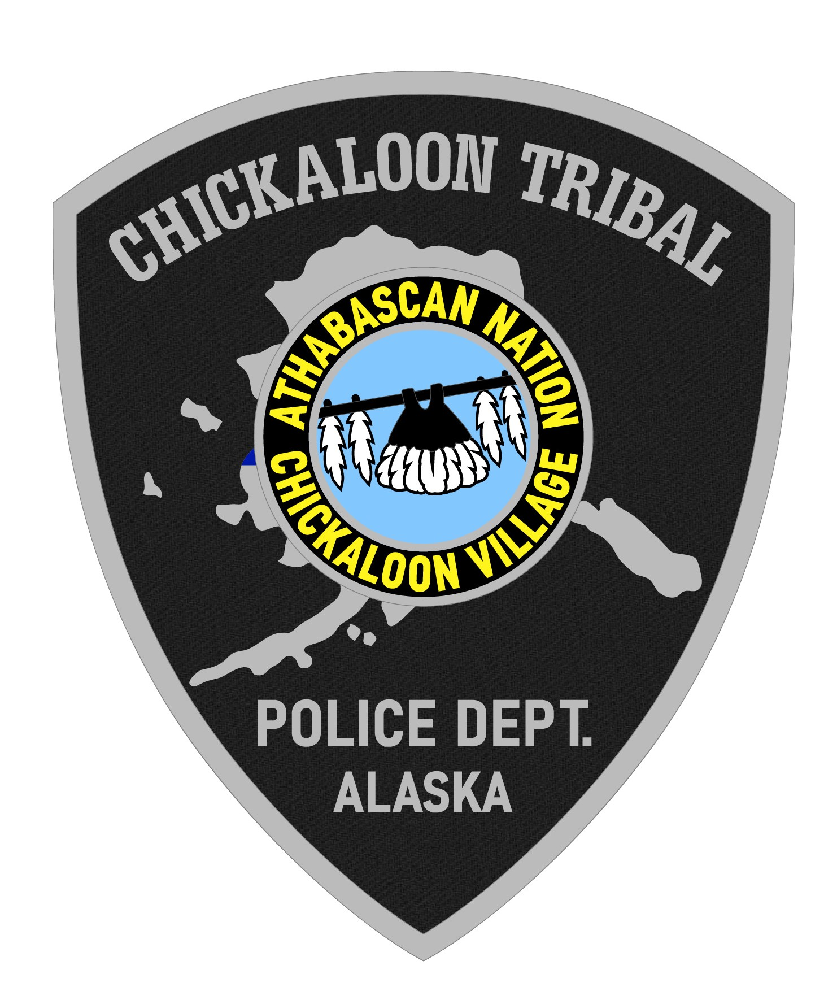 CHICKALOON TRIBAL
ATHABASCAN NATION
CHICKALOON VILLAGE
POLICE DEPT.
ALASKA